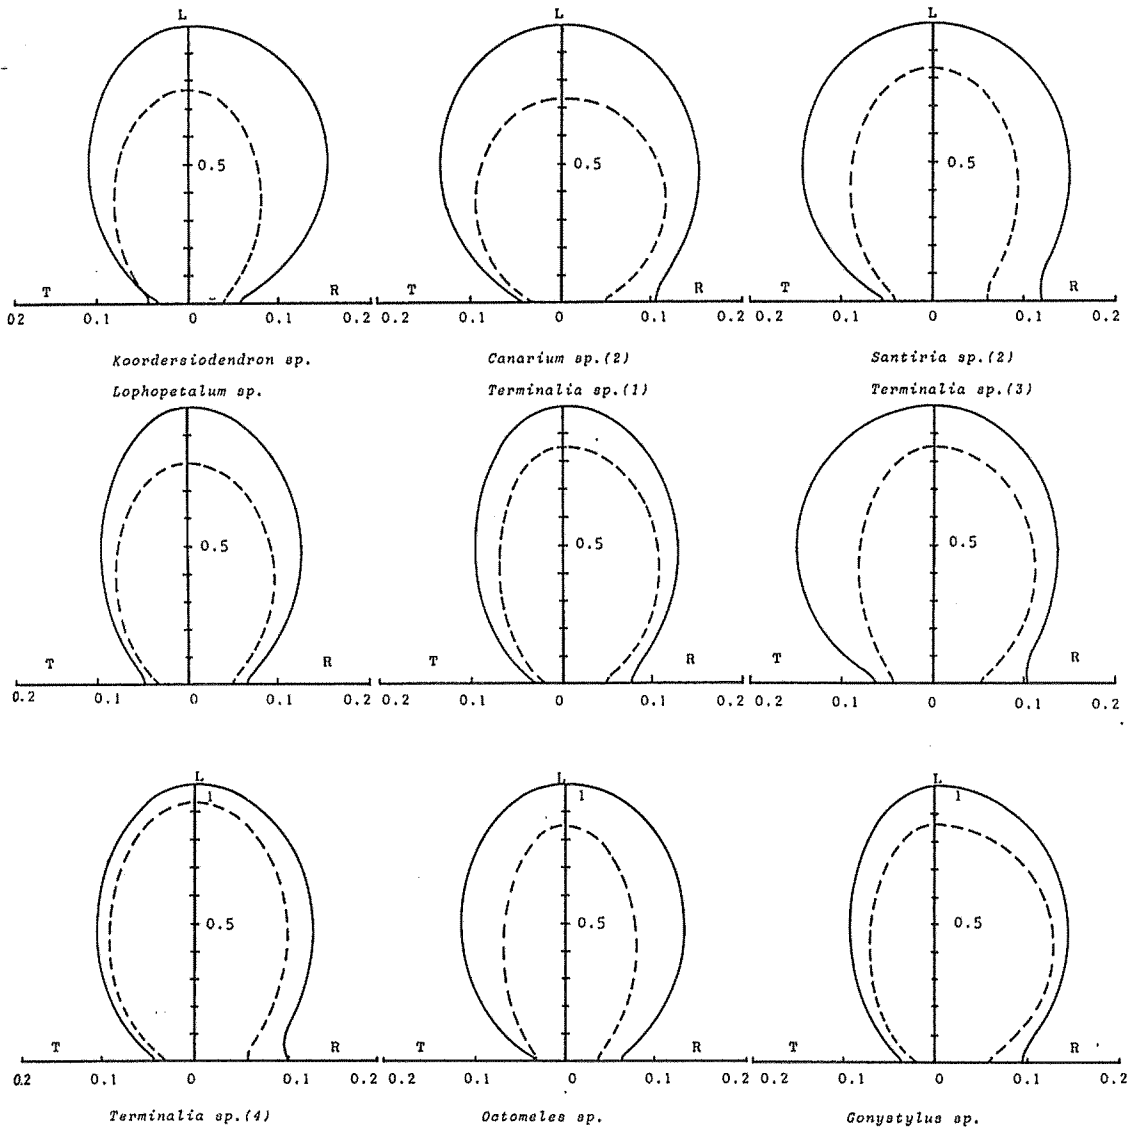 L L L
0.5 0.5 0.5
T R T R T R
02 0.1 0 0.1 0.2 0.2 0.1 0 0.1 0.2 0.2 0.1 0 0.1 0.2
Koordersiodendron sp. Canarium sp.(2) Santiria sp.(2)
Lophopetalum sp. Terminalia sp.(1) Terminalia sp.(3)
0.5 0.5 0.5
T R T R T R
0.2 0.1 0 0.1 0.2 0.2 0.1 0 0.1 0.2 0.2 0.1 0 0.1 0.2
L L L
1 1 1
0.5 0.5 0.5
T R T R T R
0.2 0.1 0 0.1 0.2 0.2 0.1 0 0.1 0.2 0.2 0.1 0 0.1 0.2
Terminalia sp.(4) Octomeles sp. Gonystylus sp.